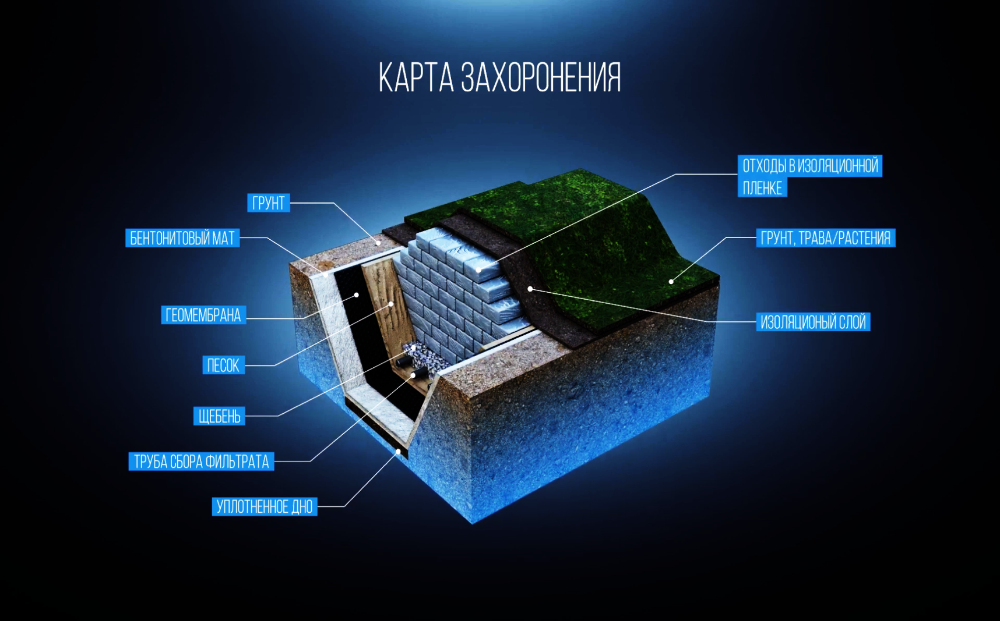 КАРТА ЗАХОРОНЕНИЯ
ГРУНТ
БЕНТОНИТОВЫЙ МАТ
ГЕОМЕМБРАНА
ПЕСОК
ЩЕБЕНЬ
ТРУБА СБОРА ФИЛЬТРАТА
УПЛОТНЕННОЕ ДНО
ОТХОДЫ В ИЗОЛЯЦИОННОЙ
ПЛЕНКЕ
ГРУНТ, ТРАВА/РАСТЕНИЯ
ИЗОЛЯЦИОНЫЙ СЛОЙ